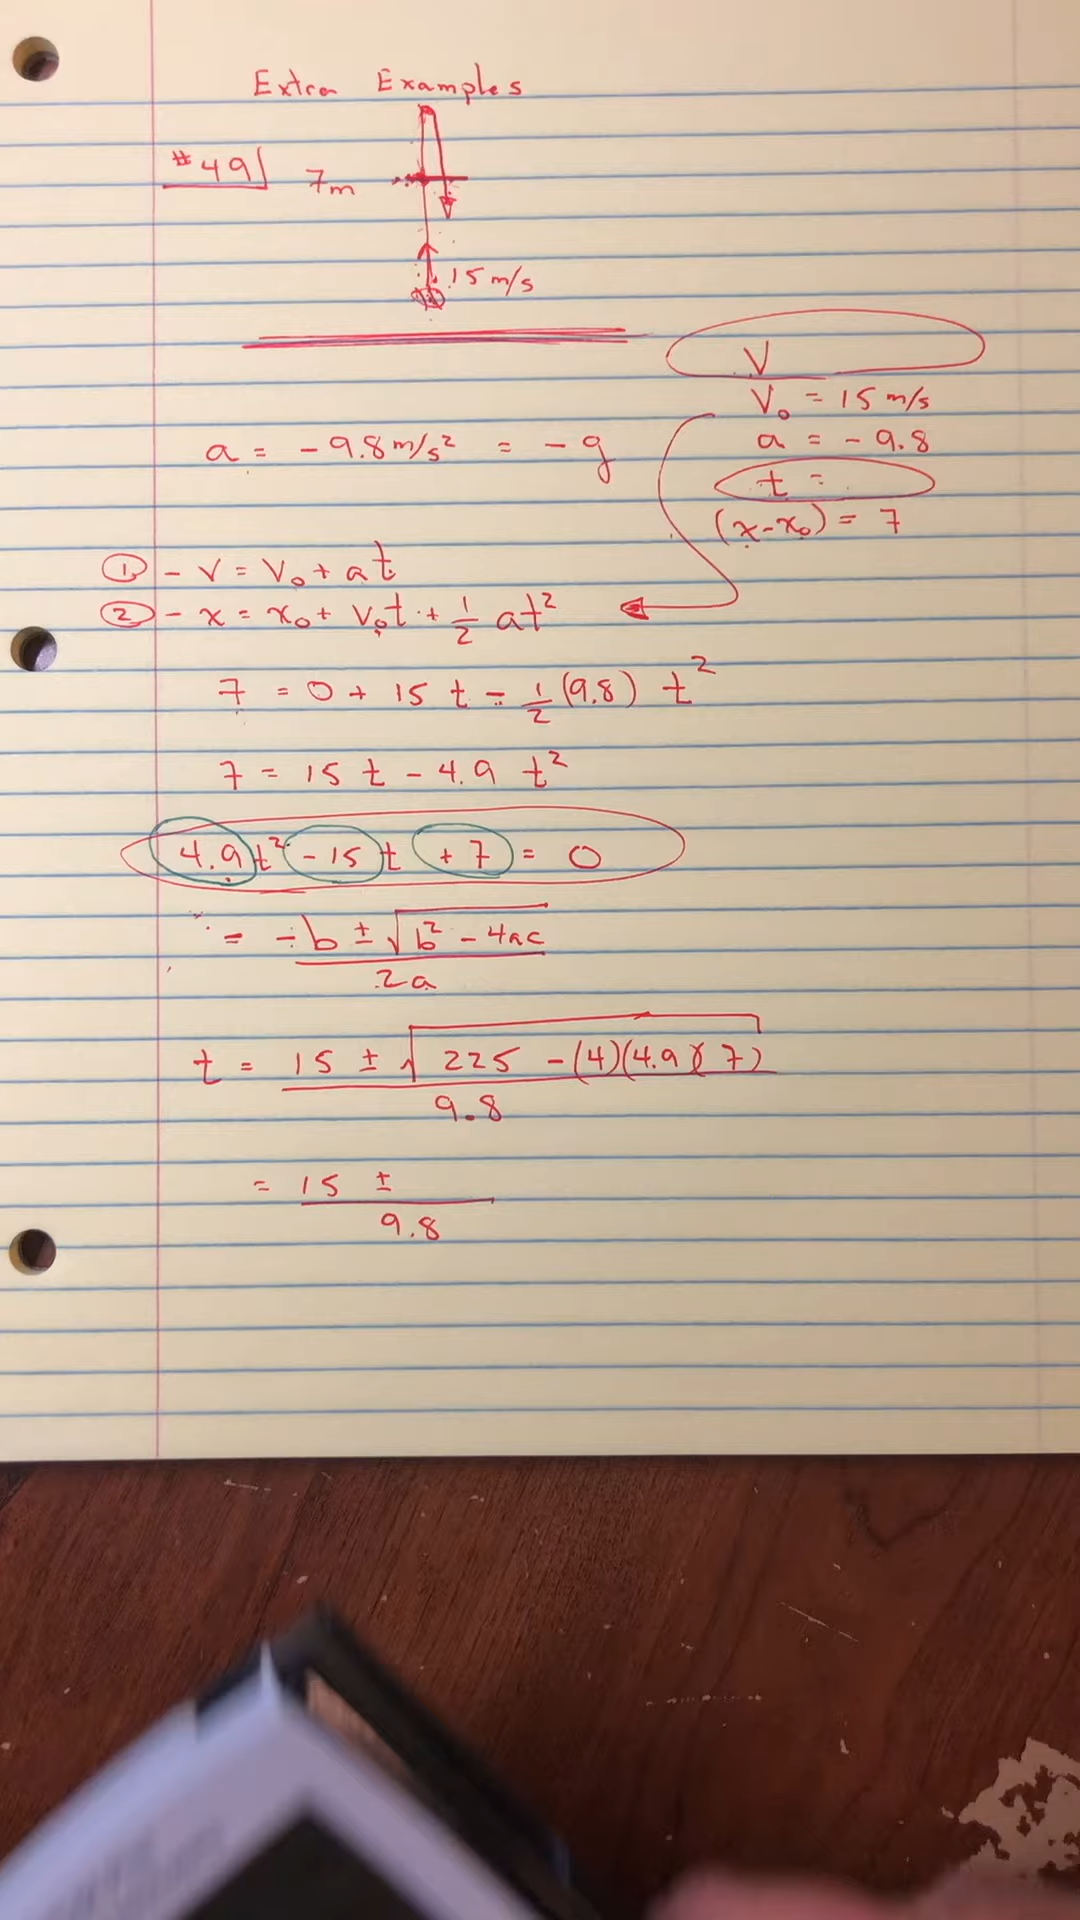 Extra Examples
#49
7m
15 m/s
V
V₀ = 15 m/s
a = -9.8
t =
(x-x₀) = 7
a = -9.8 m/s² = -g
① - v = v₀ + at
② - x = x₀ + v₀t + 1/2 at²
7 = 0 + 15 t - 1/2 (9.8) t²
7 = 15 t - 4.9 t²
4.9 t² - 15 t + 7 = 0
= -b ± √(b² - 4ac) / 2a
t = 15 ± √(225 - (4)(4.9)(7)) / 9.8
= 15 ± / 9.8